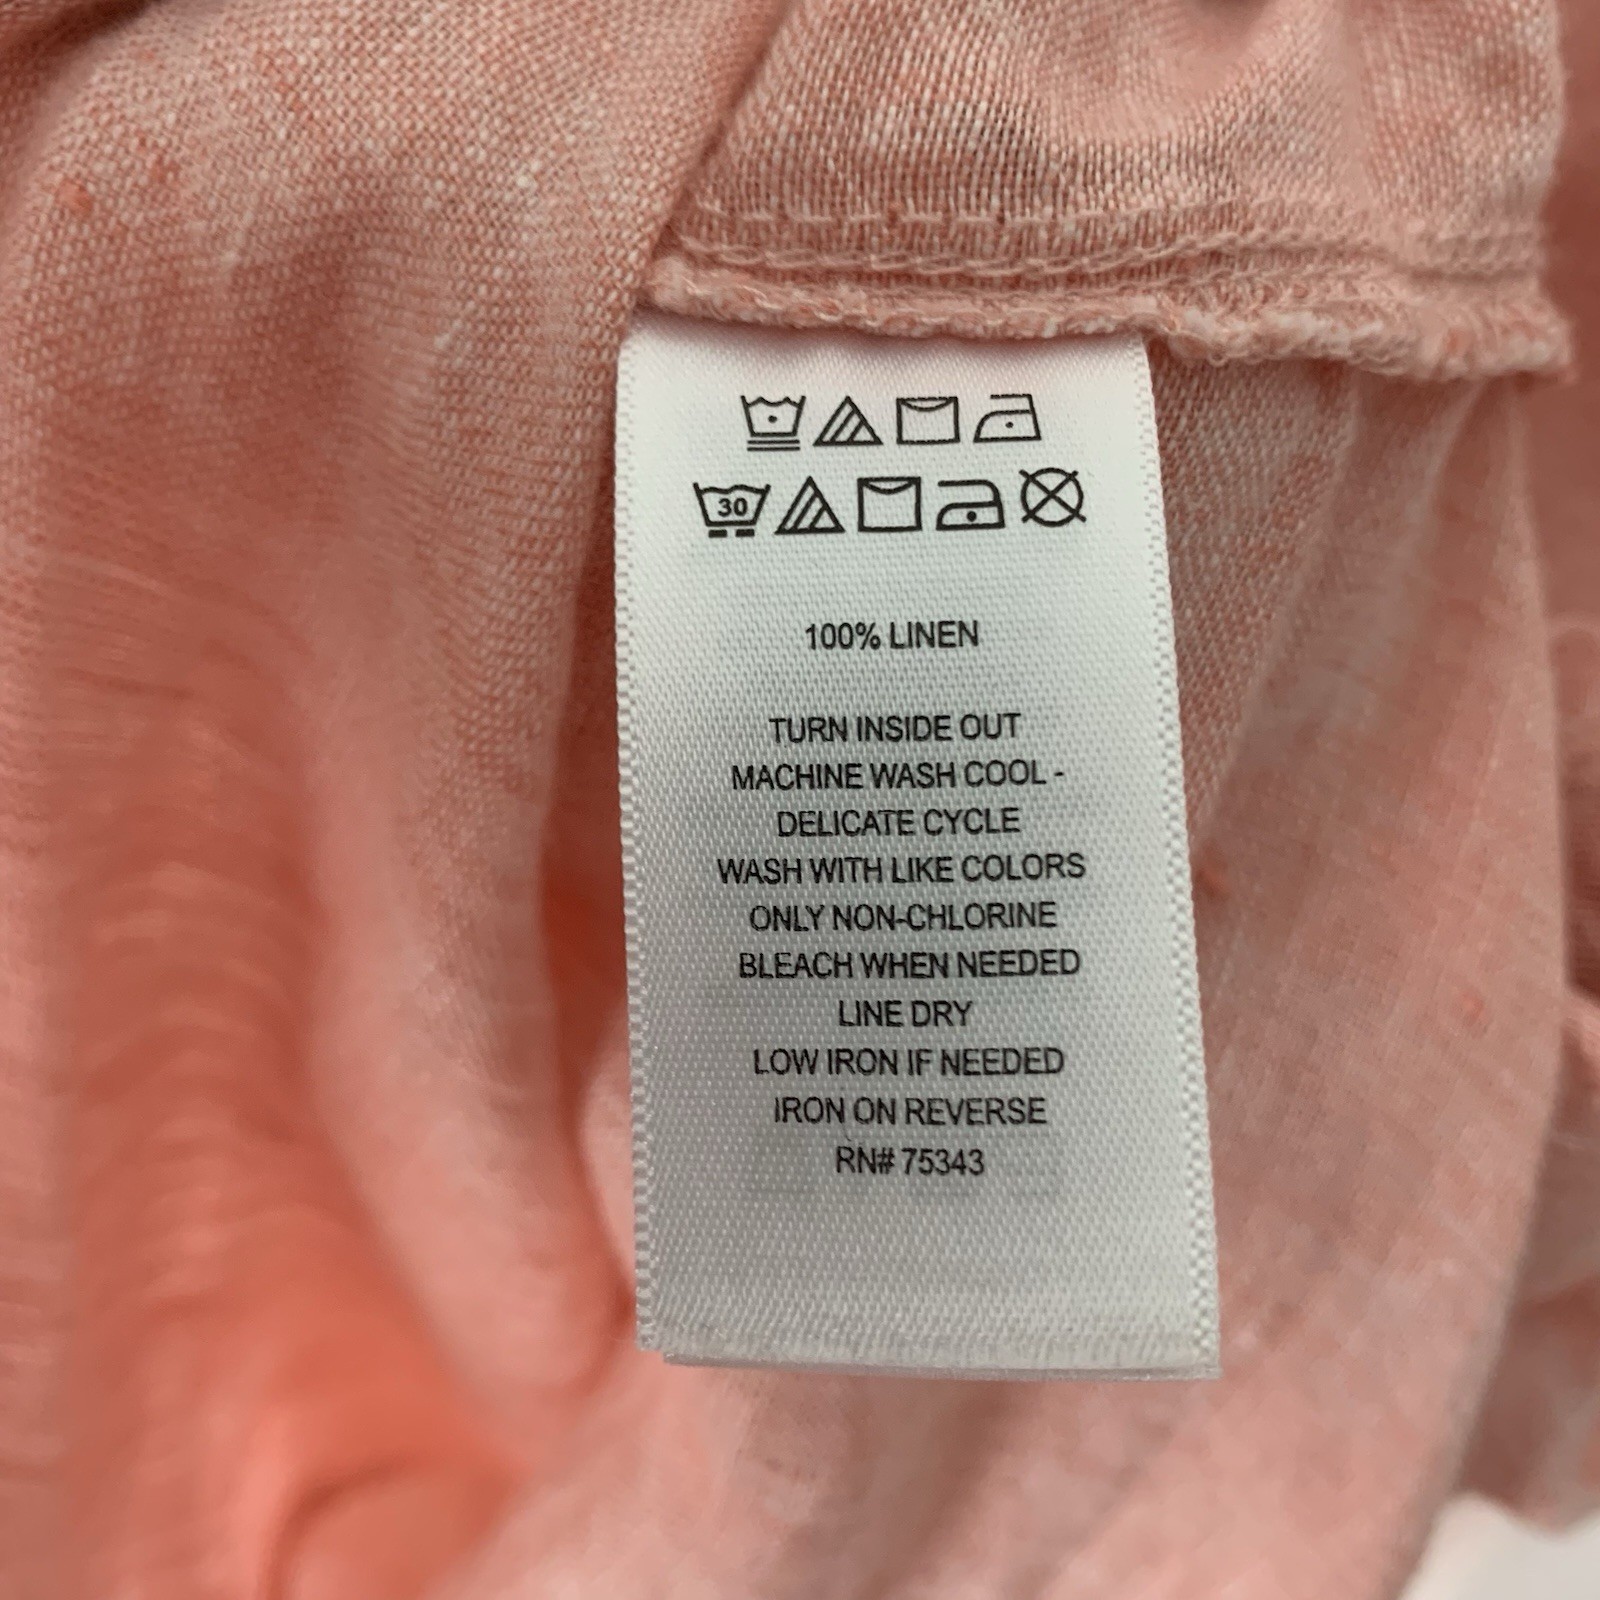 30
100% LINEN
TURN INSIDE OUT
MACHINE WASH COOL -
DELICATE CYCLE
WASH WITH LIKE COLORS
ONLY NON-CHLORINE
BLEACH WHEN NEEDED
LINE DRY
LOW IRON IF NEEDED
IRON ON REVERSE
RN# 75343